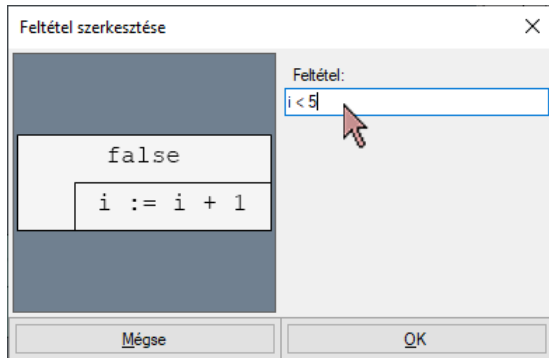 Feltétel szerkesztése
Feltétel:
i < 5
false
i := i + 1
Mégse
OK